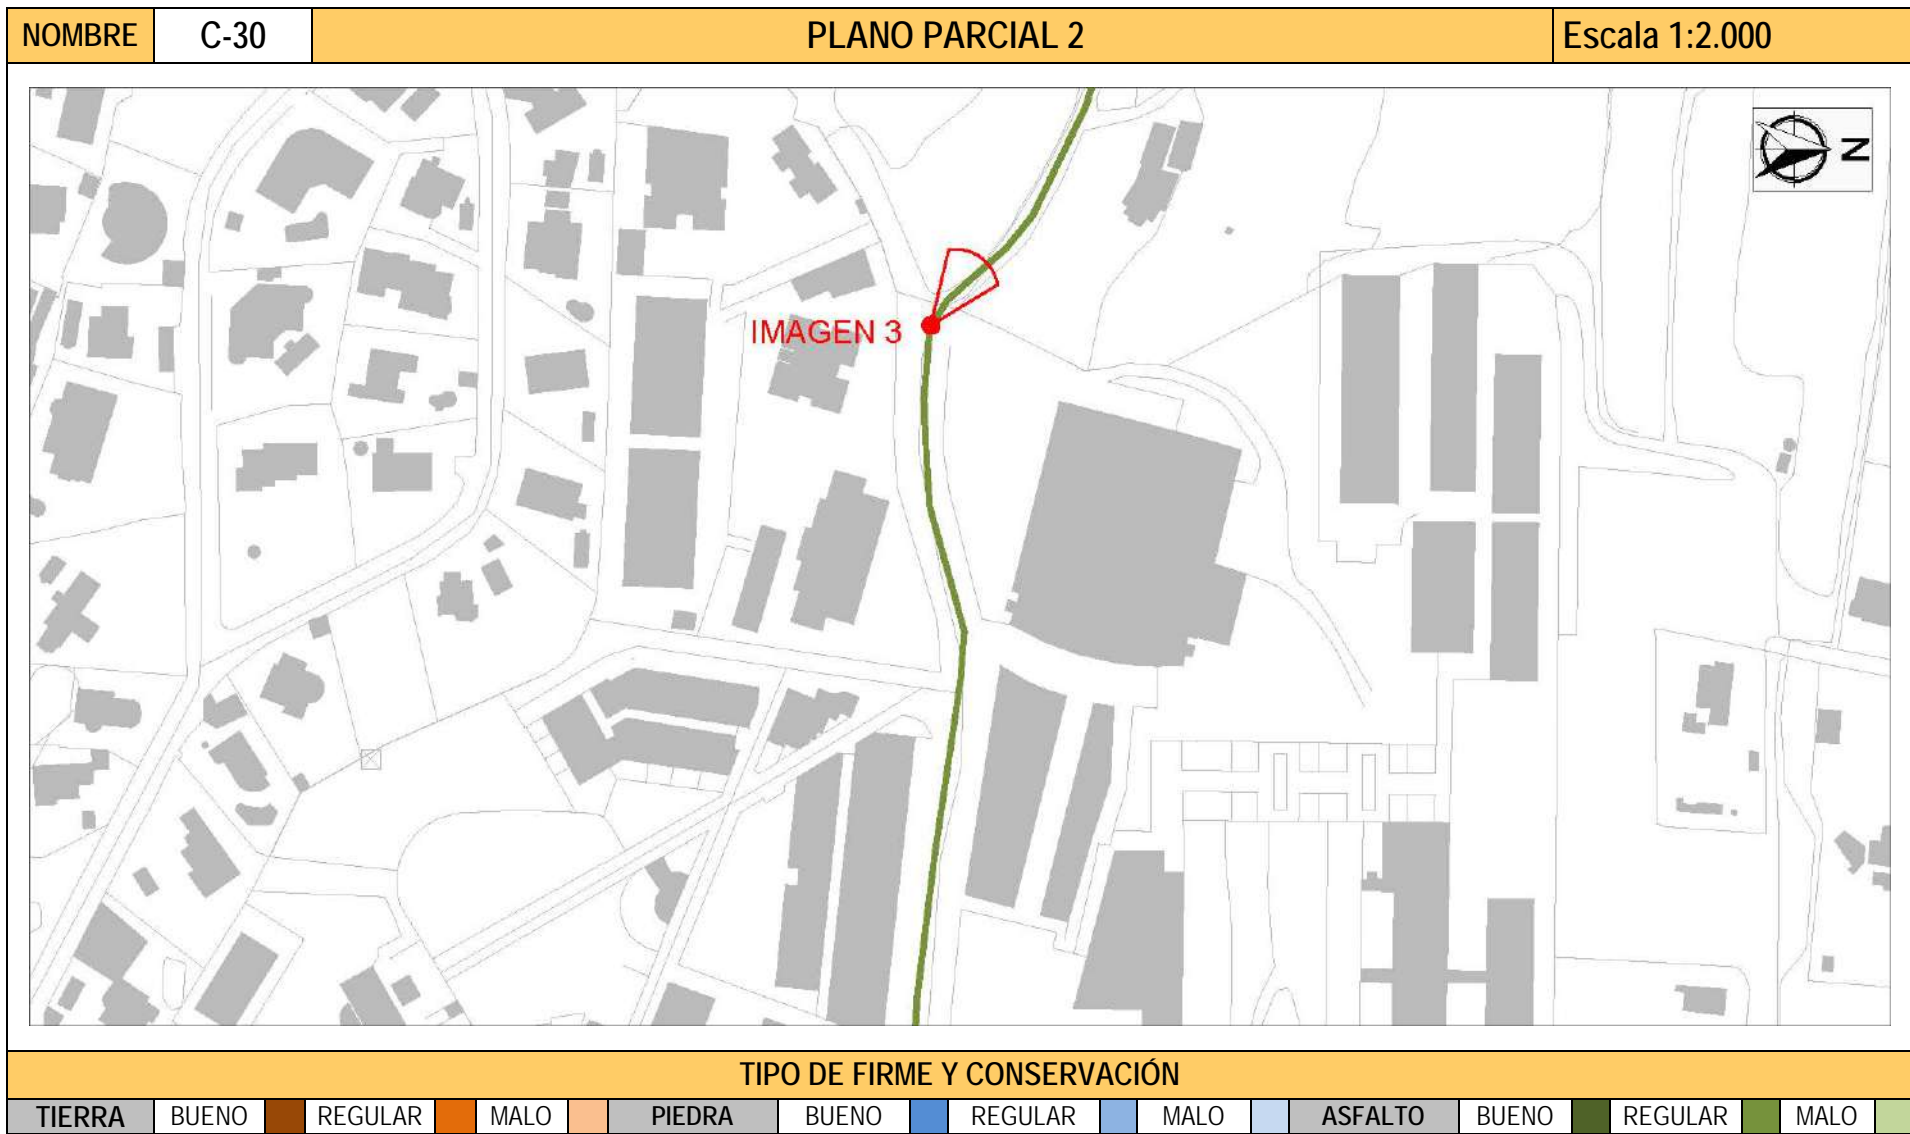 NOMBRE C-30 PLANO PARCIAL 2 Escala 1:2.000
N
IMAGEN 3
TIPO DE FIRME Y CONSERVACIÓN
TIERRA BUENO REGULAR MALO PIEDRA BUENO REGULAR MALO ASFALTO BUENO REGULAR MALO